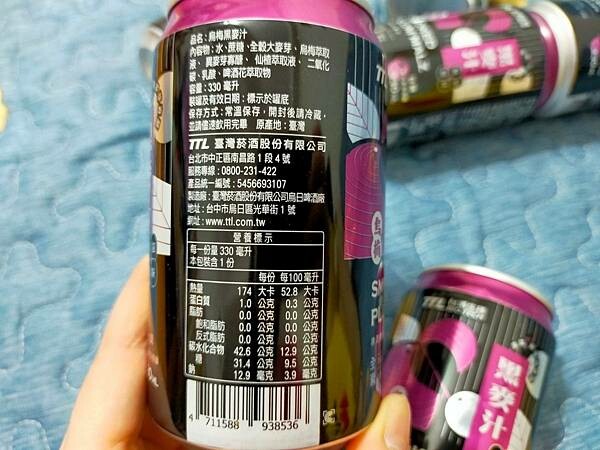 品名：烏梅黑麥汁
內容物：水、蔗糖、全穀大麥芽、烏梅萃取
液、異麥芽寡醣、仙楂萃取液、二氧化
碳、乳酸、啤酒花萃取物
容量：330 毫升
裝罐及有效日期：標示於罐底
保存方式：常溫保存，開封後請冷藏，
並請儘速飲用完畢 原產地：臺灣
TTL 臺灣菸酒股份有限公司
台北市中正區南昌路 1 段 4 號
服務專線：0800-231-422
產品統一編號：5456693107
製造廠：臺灣菸酒股份有限公司烏日啤酒廠
地址：台中市烏日區光華街 1 號
網址：www.ttl.com.tw
營養標示
每一份量 330 毫升
本包裝含 1 份
每份 每100毫升
熱量 174 大卡 52.8 大卡
蛋白質 1.0 公克 0.3 公克
脂肪 0.0 公克 0.0 公克
飽和脂肪 0.0 公克 0.0 公克
反式脂肪 0.0 公克 0.0 公克
碳水化合物 42.6 公克 12.9 公克
糖 31.4 公克 9.5 公克
鈉 12.9 毫克 3.9 毫克
4 711588 938536
烏梅
黑麥汁
TTL
黑麥汁